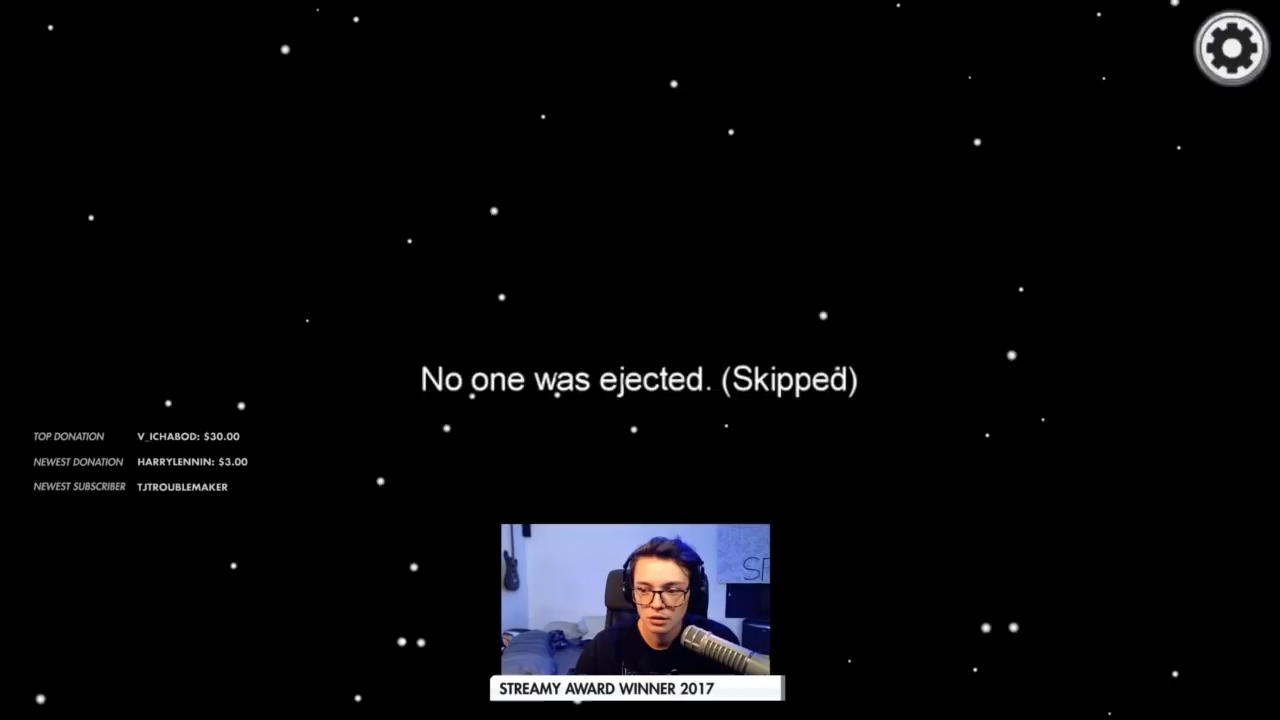 No one was ejected. (Skipped)
TOP DONATION V_ICHABOD: $30.00
NEWEST DONATION HARRYLENNIN: $3.00
NEWEST SUBSCRIBER TJTROUBLEMAKER
SF
STREAMY AWARD WINNER 2017